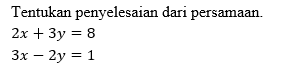 Tentukan penyelesaian dari persamaan.
2x + 3y = 8
3x − 2y = 1